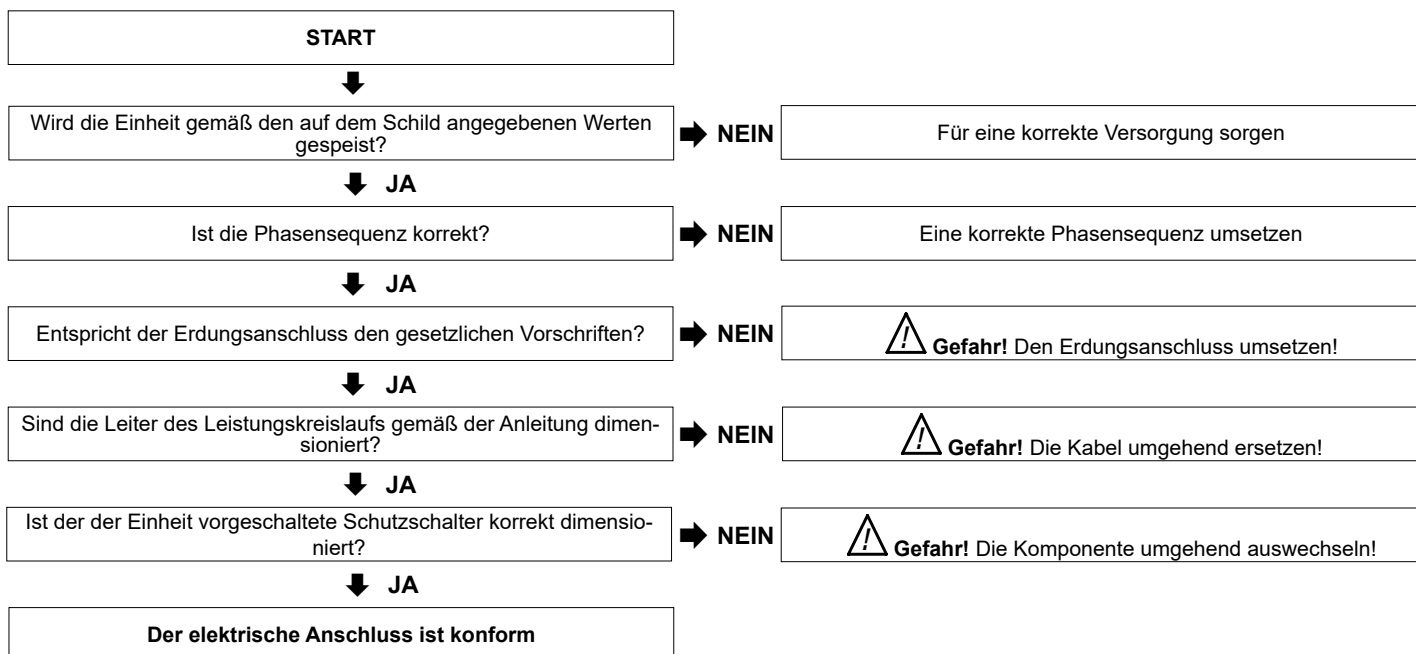 START
Wird die Einheit gemäß den auf dem Schild angegebenen Werten
gespeist?
NEIN
Für eine korrekte Versorgung sorgen
JA
Ist die Phasensequenz korrekt?
NEIN
Eine korrekte Phasensequenz umsetzen
JA
Entspricht der Erdungsanschluss den gesetzlichen Vorschriften?
NEIN
Gefahr! Den Erdungsanschluss umsetzen!
JA
Sind die Leiter des Leistungskreislaufs gemäß der Anleitung dimen-
sioniert?
NEIN
Gefahr! Die Kabel umgehend ersetzen!
JA
Ist der der Einheit vorgeschaltete Schutzschalter korrekt dimensio-
niert?
NEIN
Gefahr! Die Komponente umgehend auswechseln!
JA
Der elektrische Anschluss ist konform